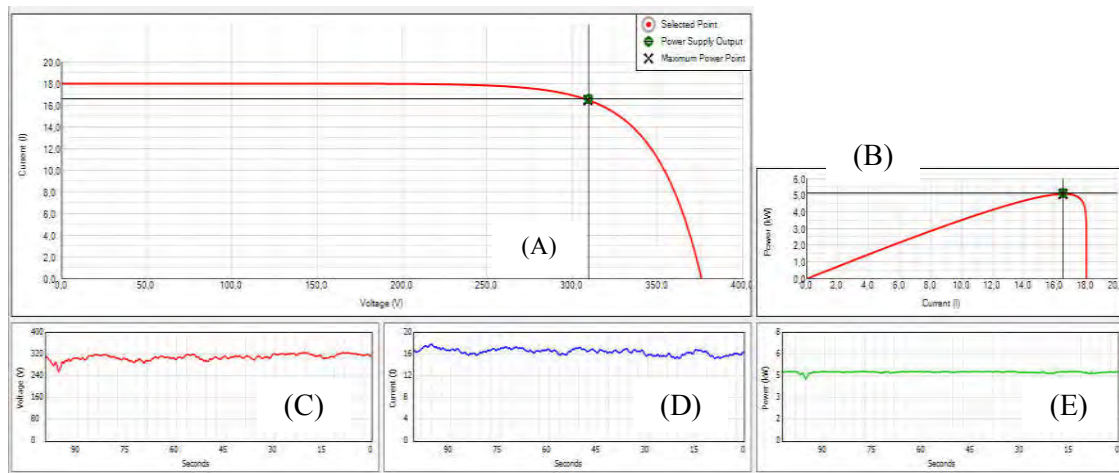 Selected Point
Power Supply Output
Maximum Power Point
20,0
18,0
16,0
14,0
12,0
10,0
8,0
6,0
4,0
2,0
0,0
Current (I)
0,0 50,0 100,0 150,0 200,0 250,0 300,0 350,0 400,0
Voltage (V)
(A)
(B)
6,0
5,0
4,0
3,0
2,0
1,0
0,0
Power (kW)
0,0 2,0 4,0 6,0 8,0 10,0 12,0 14,0 16,0 18,0 20,
Current (I)
400
320
240
160
80
0
Voltage (V)
90 75 60 45 30 15 0
Seconds
(C)
20
16
12
8
4
0
Current (I)
90 75 60 45 30 15 0
Seconds
(D)
8
6
5
3
2
0
Power (kW)
90 75 60 45 30 15 0
Seconds
(E)